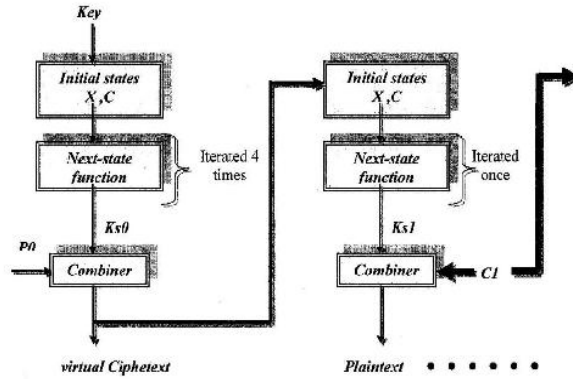 Key
Initial states
X ,C
Next-state
function
Iterated 4
times
Ks0
P0
Combiner
virtual Ciphetext
Initial states
X ,C
Next-state
function
Iterated
once
Ks1
Combiner
C1
Plaintext